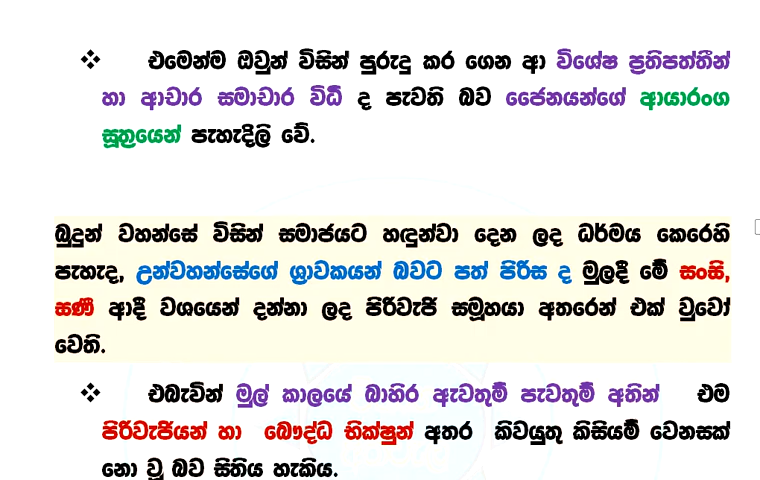 ❖ එමෙන්ම ඔවුන් විසින් පුරුදු කර ගෙන ආ විශේෂ ප්‍රතිපත්තීන්
හා ආචාර සමාචාර විධි ද පැවති බව ජෛනයන්ගේ ආයාරංග
සූත්‍රයෙන් පැහැදිලි වේ.
බුදුන් වහන්සේ විසින් සමාජයට හඳුන්වා දෙන ලද ධර්මය කෙරෙහි
පැහැද, උන්වහන්සේගේ ශ්‍රාවකයන් බවට පත් පිරිස ද මුලදී මේ සංඝි,
ගණී ආදී වශයෙන් දන්නා ලද පිරිවැජි සමූහයා අතරෙන් එක් වූවෝ
වෙති.
❖ එබැවින් මුල් කාලයේ බාහිර ඇවතුම් පැවතුම් අතින් එම
පිරිවැජියන් හා බෞද්ධ භික්ෂුන් අතර කිවයුතු කිසියම් වෙනසක්
නො වූ බව සිතිය හැකිය.